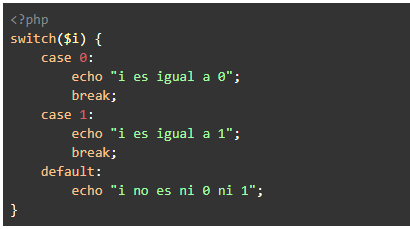 <?php
switch($i) {
    case 0:
        echo "i es igual a 0";
        break;
    case 1:
        echo "i es igual a 1";
        break;
    default:
        echo "i no es ni 0 ni 1";
}